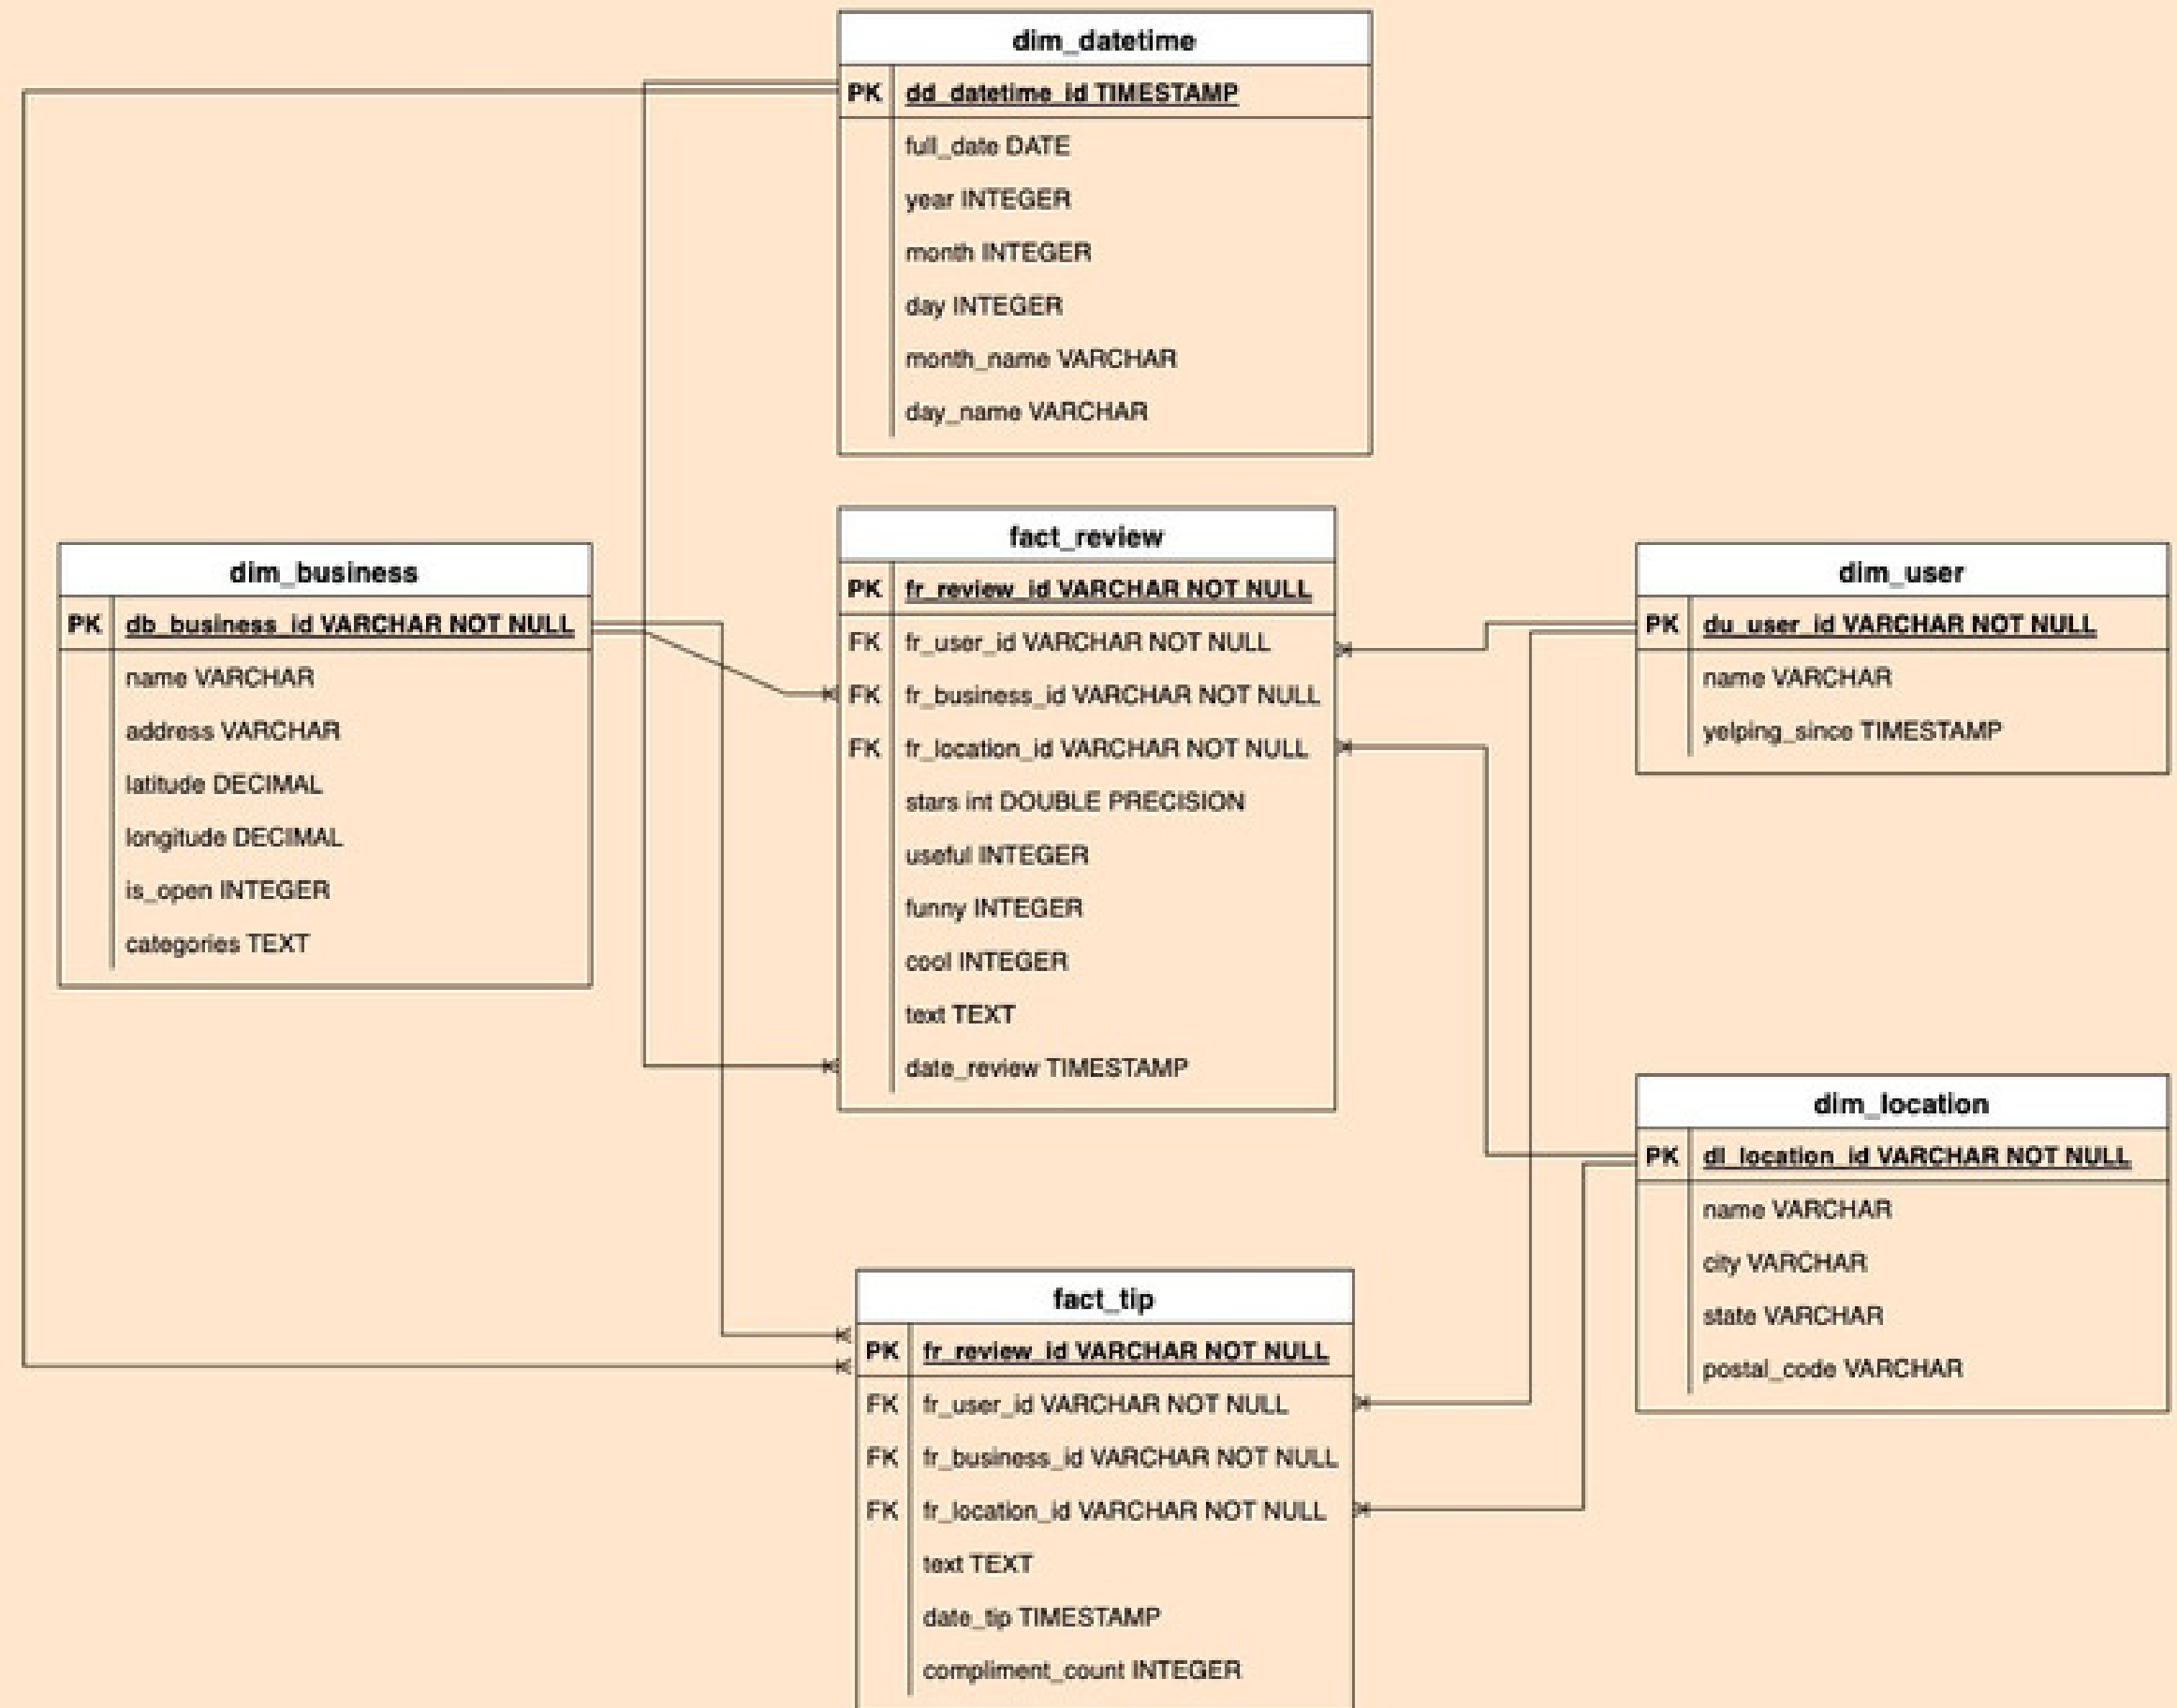 dim_datetime
PK dd_datetime_id TIMESTAMP
full_date DATE
year INTEGER
month INTEGER
day INTEGER
month_name VARCHAR
day_name VARCHAR
dim_business
PK db_business_id VARCHAR NOT NULL
name VARCHAR
address VARCHAR
latitude DECIMAL
longitude DECIMAL
is_open INTEGER
categories TEXT
fact_review
PK fr_review_id VARCHAR NOT NULL
FK fr_user_id VARCHAR NOT NULL
FK fr_business_id VARCHAR NOT NULL
FK fr_location_id VARCHAR NOT NULL
stars int DOUBLE PRECISION
useful INTEGER
funny INTEGER
cool INTEGER
text TEXT
date_review TIMESTAMP
dim_user
PK du_user_id VARCHAR NOT NULL
name VARCHAR
yelping_since TIMESTAMP
dim_location
PK dl_location_id VARCHAR NOT NULL
name VARCHAR
city VARCHAR
state VARCHAR
postal_code VARCHAR
fact_tip
PK fr_review_id VARCHAR NOT NULL
FK fr_user_id VARCHAR NOT NULL
FK fr_business_id VARCHAR NOT NULL
FK fr_location_id VARCHAR NOT NULL
text TEXT
date_tip TIMESTAMP
compliment_count INTEGER